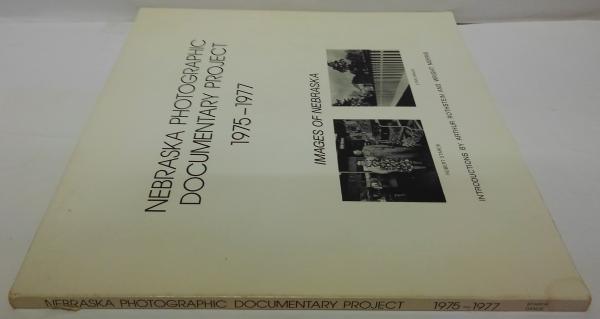 NEBRASKA PHOTOGRAPHIC
DOCUMENTARY PROJECT
1975–1977
IMAGES OF NEBRASKA
INTRODUCTIONS BY ARTHUR ROTHSTEIN AND WRIGHT MORRIS
NEBRASKA PHOTOGRAPHIC DOCUMENTARY PROJECT 1975–1977